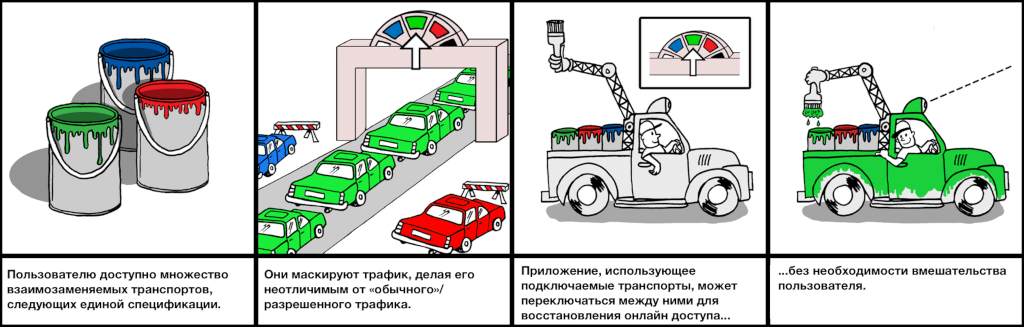 Пользователю доступно множество
взаимозаменяемых транспортов,
следующих единой спецификации.
Они маскируют трафик, делая его
неотличимым от «обычного»/
разрешенного трафика.
Приложение, использующее
подключаемые транспорты, может
переключаться между ними для
восстановления онлайн доступа...
...без необходимости вмешательства
пользователя.